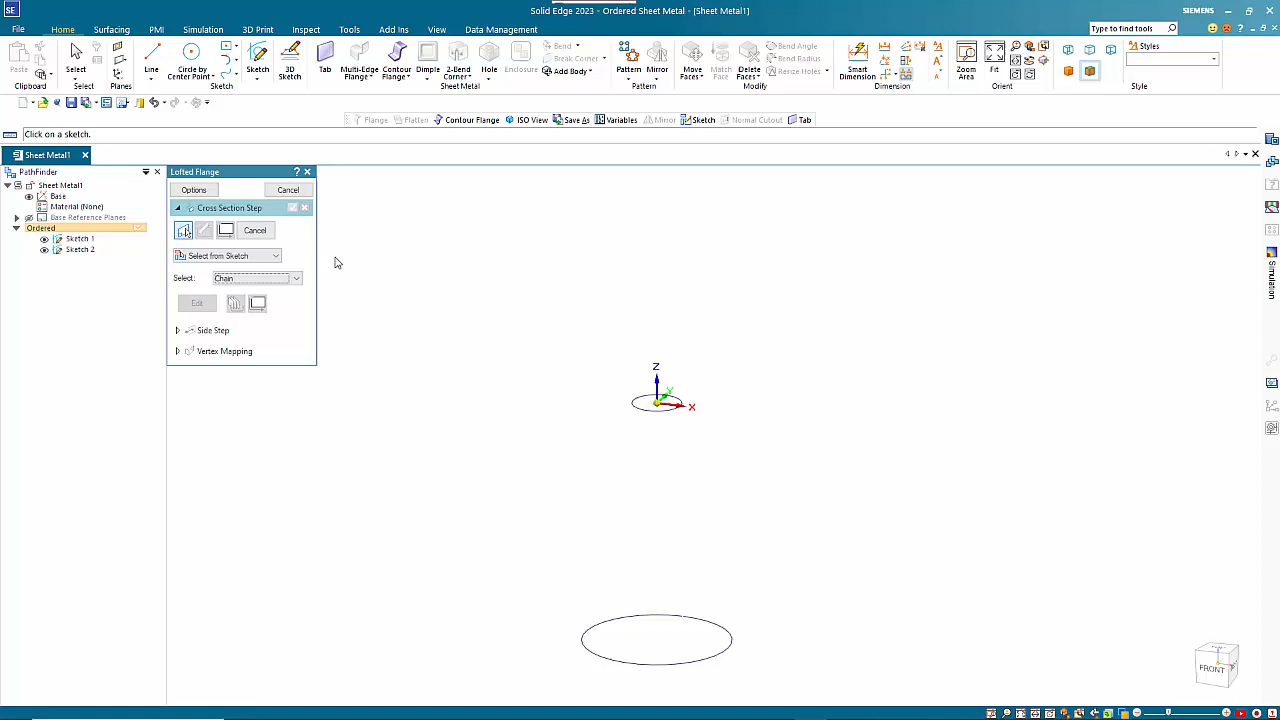 SE
Solid Edge 2023 - Ordered Sheet Metal - [Sheet Metal1]
SIEMENS
File Home Surfacing PMI Simulation 3D Print Inspect Tools Add Ins View Data Management
Type to find tools
Paste
Clipboard
Select
Select
Planes
Line
Circle by
Center Point
Sketch
Sketch
3D
Sketch
Tab
Multi-Edge
Flange
Contour
Flange
Dimple
2-Bend
Corner
Hole
Enclosure
Bend
Break Corner
Add Body
Sheet Metal
Pattern
Mirror
Pattern
Move
Faces
Match
Face
Delete
Faces
Bend Angle
Bend Radius
Resize Holes
Modify
Smart
Dimension
Dimension
Zoom
Area
Fit
Orient
Styles
Style
Flange Flatten Contour Flange ISO View Save As Variables Mirror Sketch Normal Cutout Tab
Click on a sketch.
Sheet Metal1
PathFinder
Sheet Metal1
Base
Material (None)
Base Reference Planes
Ordered
Sketch 1
Sketch 2
Lofted Flange
Options Cancel
Cross Section Step
Cancel
Select from Sketch
Select: Chain
Edit
Side Step
Vertex Mapping
Z
Y
X
Simulation
FRONT